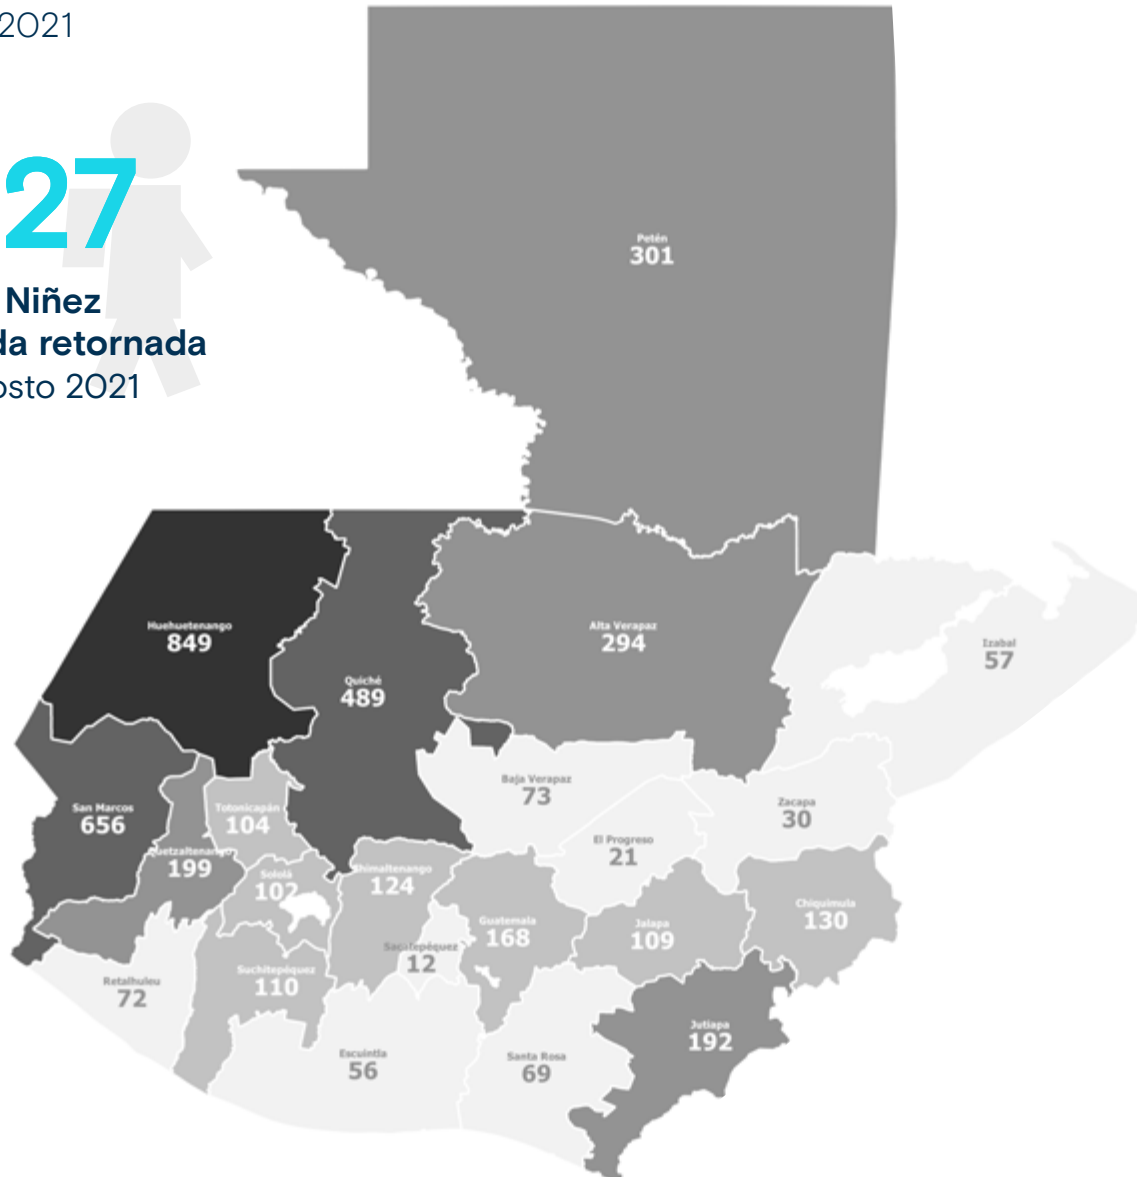 2021
27
Niñez
da retornada
osto 2021
Petén
301
Huehuetenango
849
Quiché
489
Alta Verapaz
294
Izabal
57
San Marcos
656
Totonicapán
104
Baja Verapaz
73
Zacapa
30
El Progreso
21
Quetzaltenango
199
Sololá
102
Chimaltenango
124
Guatemala
168
Jalapa
109
Chiquimula
130
Sacatepéquez
12
Retalhuleu
72
Suchitepéquez
110
Jutiapa
192
Escuintla
56
Santa Rosa
69